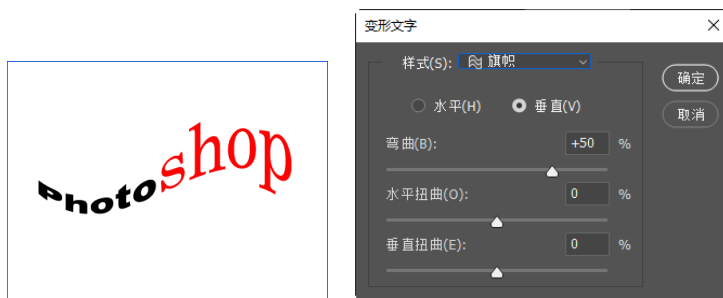 Photoshop
变形文字
样式(S): 旗帜
水平(H) 垂直(V)
弯曲(B): +50 %
水平扭曲(O): 0 %
垂直扭曲(E): 0 %
确定
取消